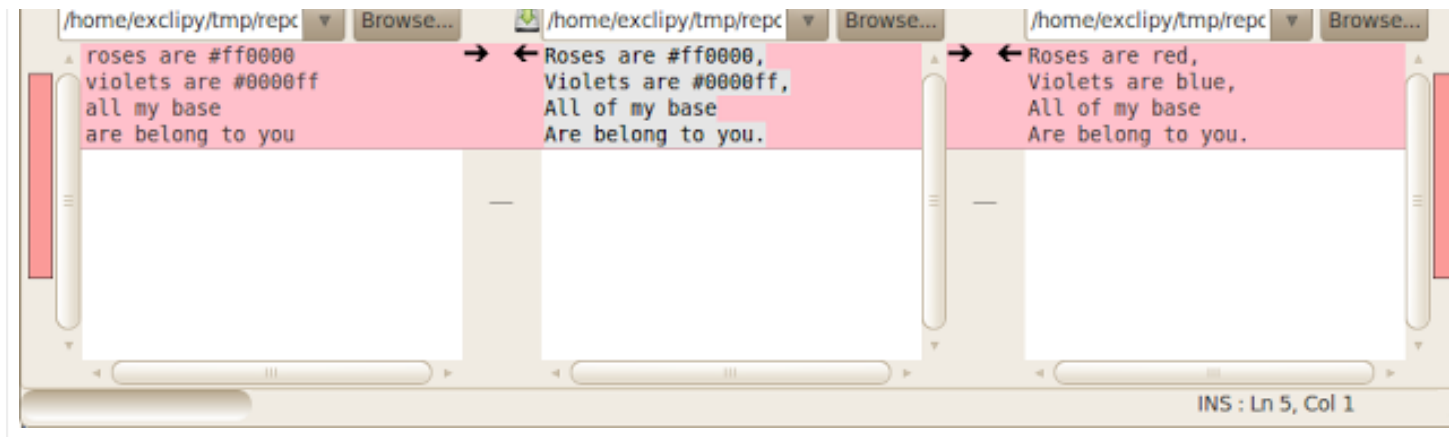 /home/exclipy/tmp/repc Browse... /home/exclipy/tmp/repc Browse... /home/exclipy/tmp/repc Browse...
roses are #ff0000
violets are #0000ff
all my base
are belong to you
Roses are #ff0000,
Violets are #0000ff,
All of my base
Are belong to you.
Roses are red,
Violets are blue,
All of my base
Are belong to you.
INS : Ln 5, Col 1